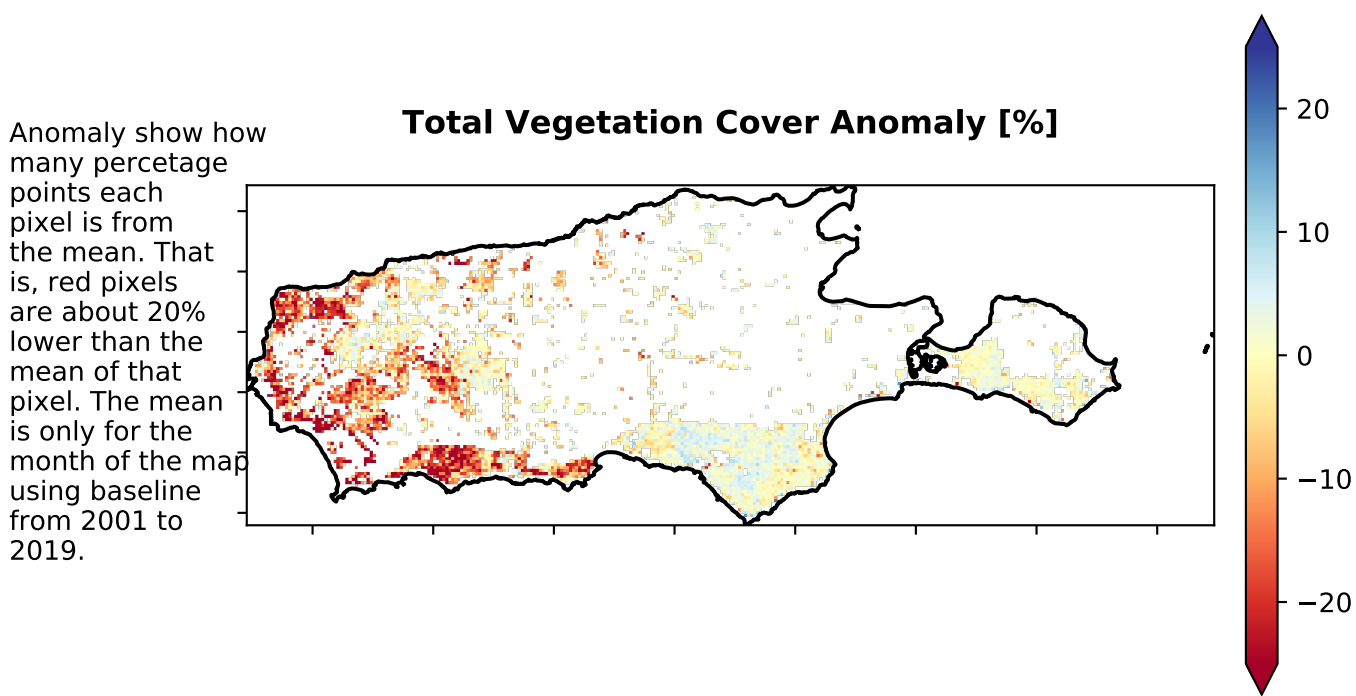 Total Vegetation Cover Anomaly [%]
Anomaly show how
many percetage
points each
pixel is from
the mean. That
is, red pixels
are about 20%
lower than the
mean of that
pixel. The mean
is only for the
month of the map
using baseline
from 2001 to
2019.
20
10
0
−10
−20